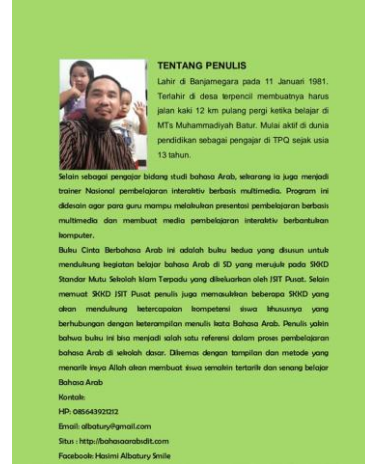 TENTANG PENULIS
Lahir di Banjarnegara pada 11 Januari 1981.
Terlahir di desa terpencil membuatnya harus
jalan kaki 12 km pulang pergi ketika belajar di
MTs Muhammadiyah Batur. Mulai aktif di dunia
pendidikan sebagai pengajar di TPQ sejak usia
13 tahun.
Selain sebagai pengajar bidang studi bahasa Arab, sekarang ia juga menjadi
trainer Nasional pembelajaran interaktiv berbasis multimedia. Program ini
didesain agar para guru mampu melakukan presentasi pembelajaran berbasis
multimedia dan membuat media pembelajaran interaktiv berbantukan
komputer.
Buku Cinta Berbahasa Arab ini adalah buku kedua yang disusun untuk
mendukung kegiatan belajar bahasa Arab di SD yang merujuk pada SKKD
Standar Mutu Sekolah Islam Terpadu yang dikeluarkan oleh JSIT Pusat. Selain
memuat SKKD JSIT Pusat penulis juga memasukkan beberapa SKKD yang
akan mendukung ketercapaian kompetensi siswa khususnya yang
berhubungan dengan keterampilan menulis kata Bahasa Arab. Penulis yakin
bahwa buku ini bisa menjadi salah satu referensi dalam proses pembelajaran
bahasa Arab di sekolah dasar. Dikemas dengan tampilan dan metode yang
menarik insya Allah akan membuat siswa semakin tertarik dan senang belajar
Bahasa Arab
Kontak:
HP: 085643921212
Email: albatury@gmail.com
Situs : http://bahasaarabsdit.com
Facebook: Hasimi Albatury Smile